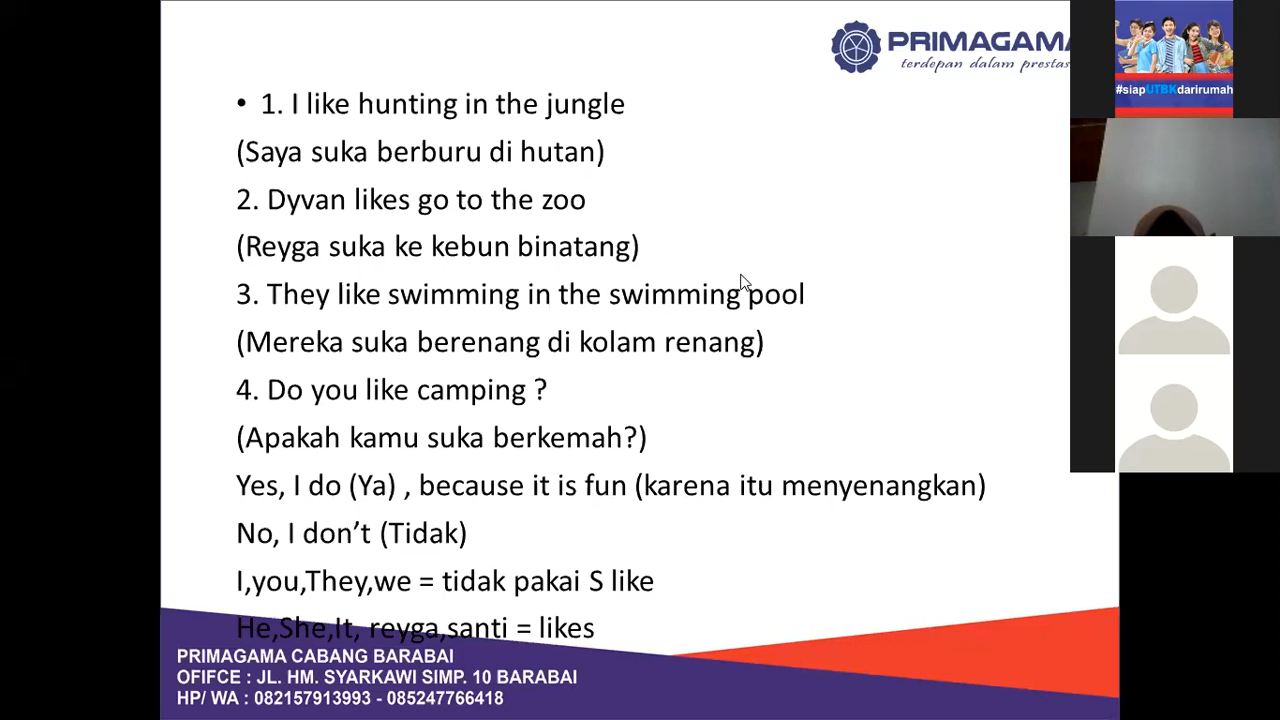 PRIMAGAMA
terdepan dalam prestas
#siapUTBKdarirumah
• 1. I like hunting in the jungle
(Saya suka berburu di hutan)
2. Dyvan likes go to the zoo
(Reyga suka ke kebun binatang)
3. They like swimming in the swimming pool
(Mereka suka berenang di kolam renang)
4. Do you like camping ?
(Apakah kamu suka berkemah?)
Yes, I do (Ya) , because it is fun (karena itu menyenangkan)
No, I don’t (Tidak)
I,you,They,we = tidak pakai S like
He,She,It, reyga,santi = likes
PRIMAGAMA CABANG BARABAI
OFIFCE : JL. HM. SYARKAWI SIMP. 10 BARABAI
HP/ WA : 082157913993 - 085247766418